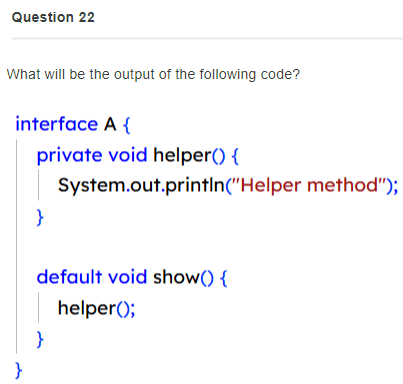 Question 22
What will be the output of the following code?
interface A {
private void helper() {
System.out.println("Helper method");
}
default void show() {
helper();
}
}